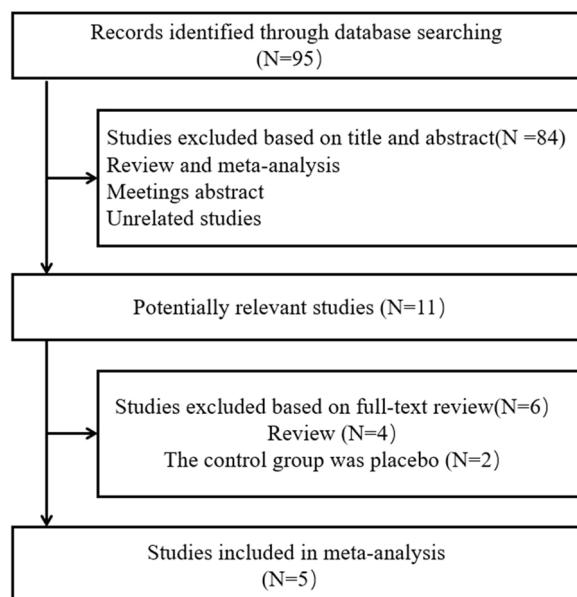 Records identified through database searching
(N=95)
Studies excluded based on title and abstract(N =84)
Review and meta-analysis
Meetings abstract
Unrelated studies
Potentially relevant studies (N=11)
Studies excluded based on full-text review(N=6)
Review (N=4)
The control group was placebo (N=2)
Studies included in meta-analysis
(N=5)